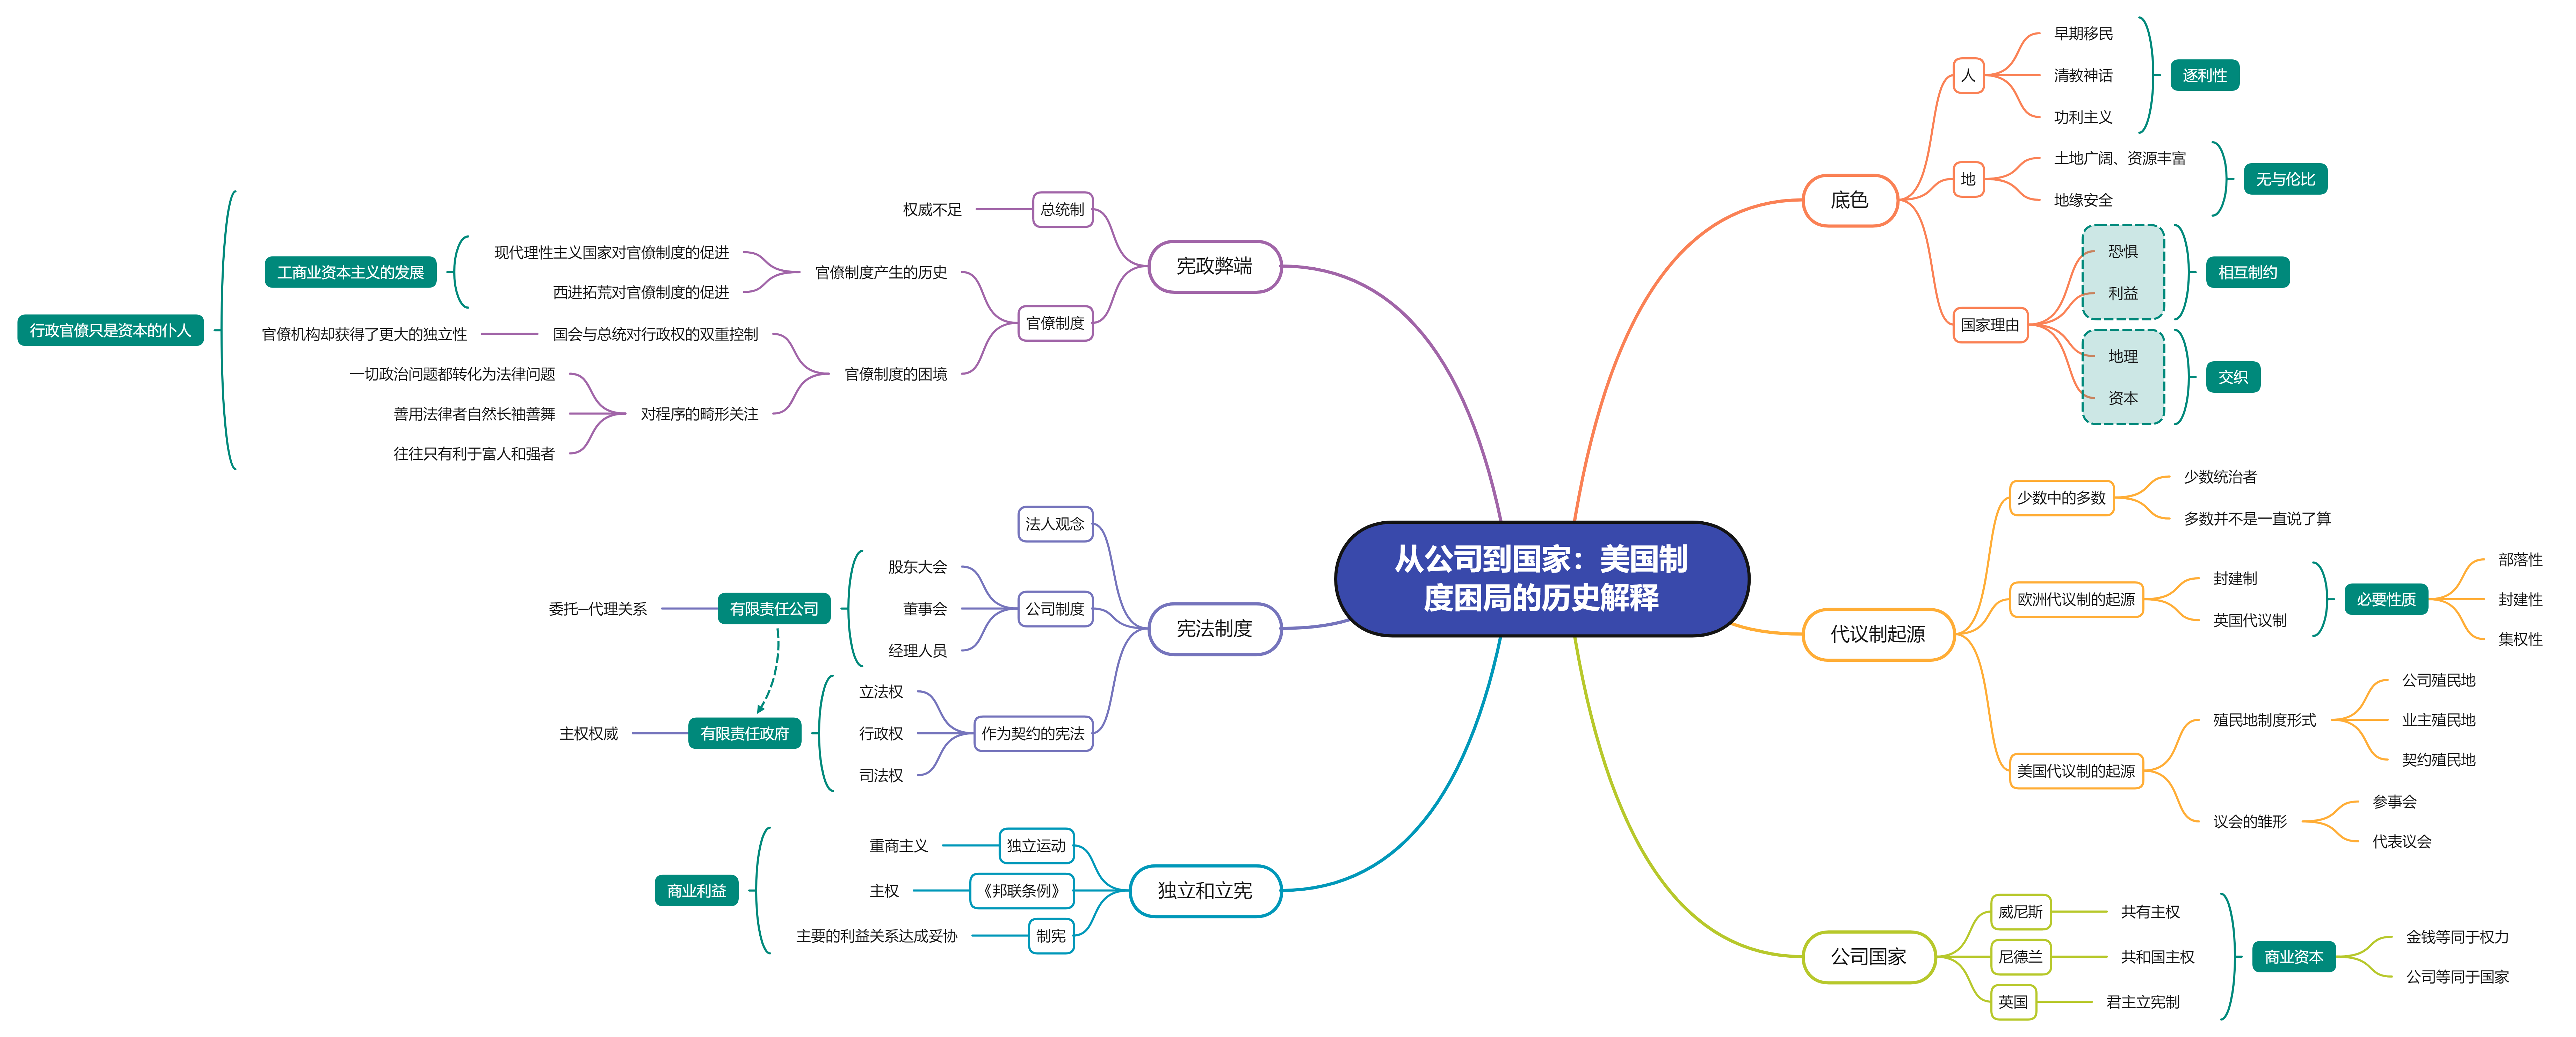 从公司到国家：美国制
度困局的历史解释
底色
人
早期移民
清教神话
功利主义
逐利性
地
土地广阔、资源丰富
地缘安全
无与伦比
国家理由
恐惧
利益
相互制约
地理
资本
交织
代议制起源
少数中的多数
少数统治者
多数并不是一直说了算
欧洲代议制的起源
封建制
英国代议制
必要性质
部落性
封建性
集权性
美国代议制的起源
殖民地制度形式
公司殖民地
业主殖民地
契约殖民地
议会的雏形
参事会
代表议会
公司国家
威尼斯
共有主权
尼德兰
共和国主权
英国
君主立宪制
商业资本
金钱等同于权力
公司等同于国家
宪政弊端
总统制
权威不足
官僚制度
官僚制度产生的历史
现代理性主义国家对官僚制度的促进
西进拓荒对官僚制度的促进
工商业资本主义的发展
官僚制度的困境
国会与总统对行政权的双重控制
官僚机构却获得了更大的独立性
对程序的畸形关注
一切政治问题都转化为法律问题
善用法律者自然长袖善舞
往往只有利于富人和强者
行政官僚只是资本的仆人
宪法制度
法人观念
公司制度
股东大会
董事会
经理人员
有限责任公司
委托—代理关系
作为契约的宪法
立法权
行政权
司法权
有限责任政府
主权权威
独立和立宪
独立运动
重商主义
《邦联条例》
主权
制宪
主要的利益关系达成妥协
商业利益